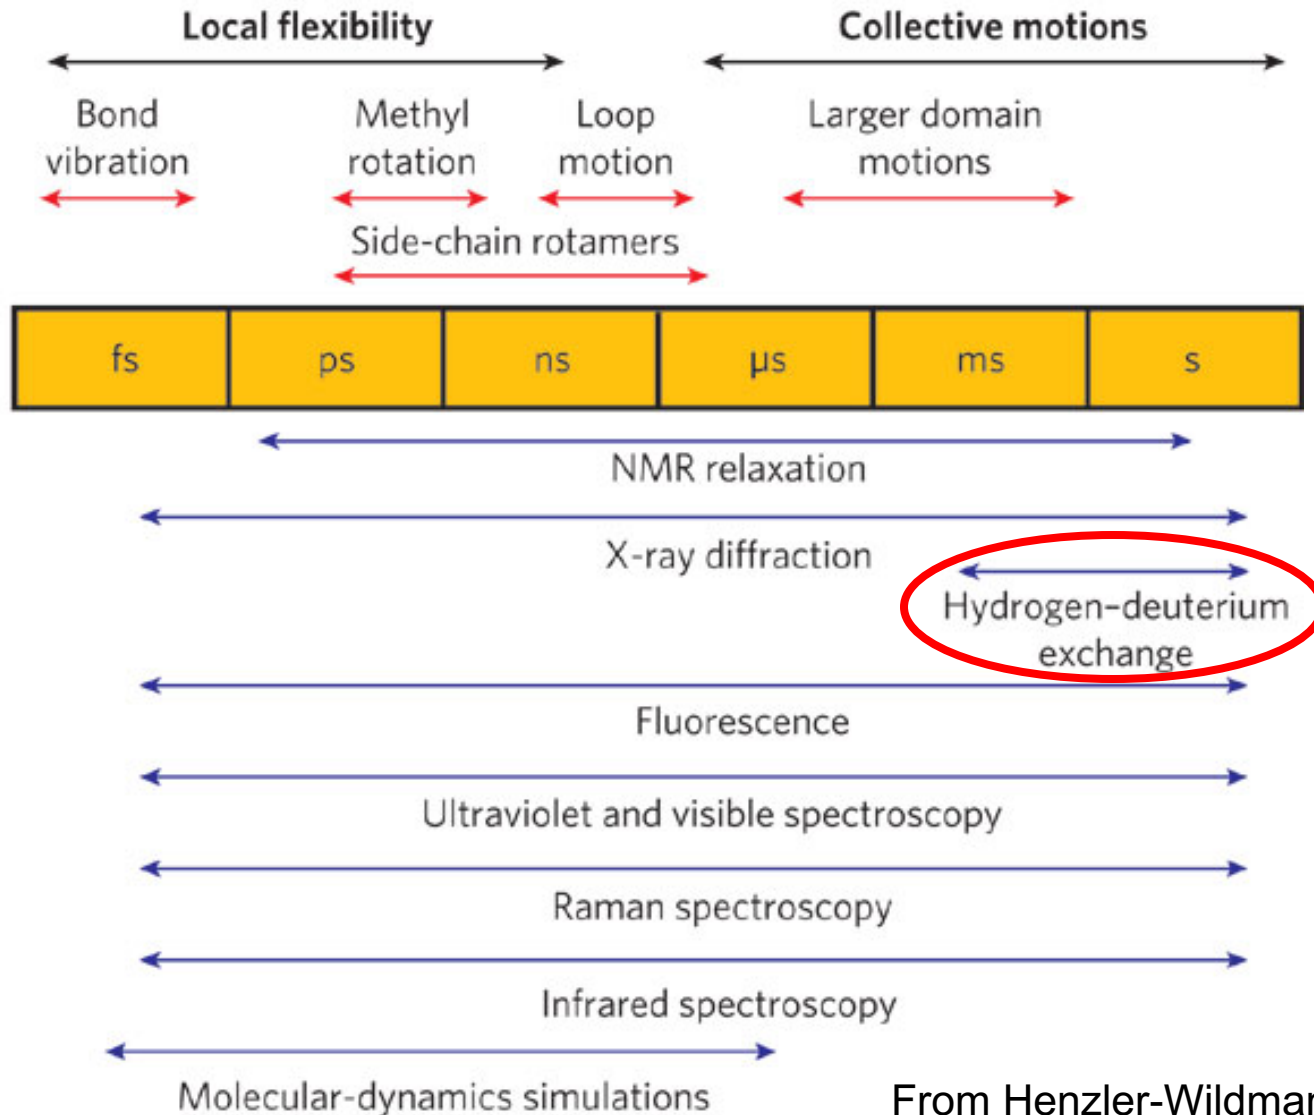 Local flexibility
Collective motions
Bond
vibration
Methyl
rotation
Loop
motion
Larger domain
motions
Side-chain rotamers
fs
ps
ns
µs
ms
s
NMR relaxation
X-ray diffraction
Hydrogen–deuterium
exchange
Fluorescence
Ultraviolet and visible spectroscopy
Raman spectroscopy
Infrared spectroscopy
Molecular-dynamics simulations
From Henzler-Wildman